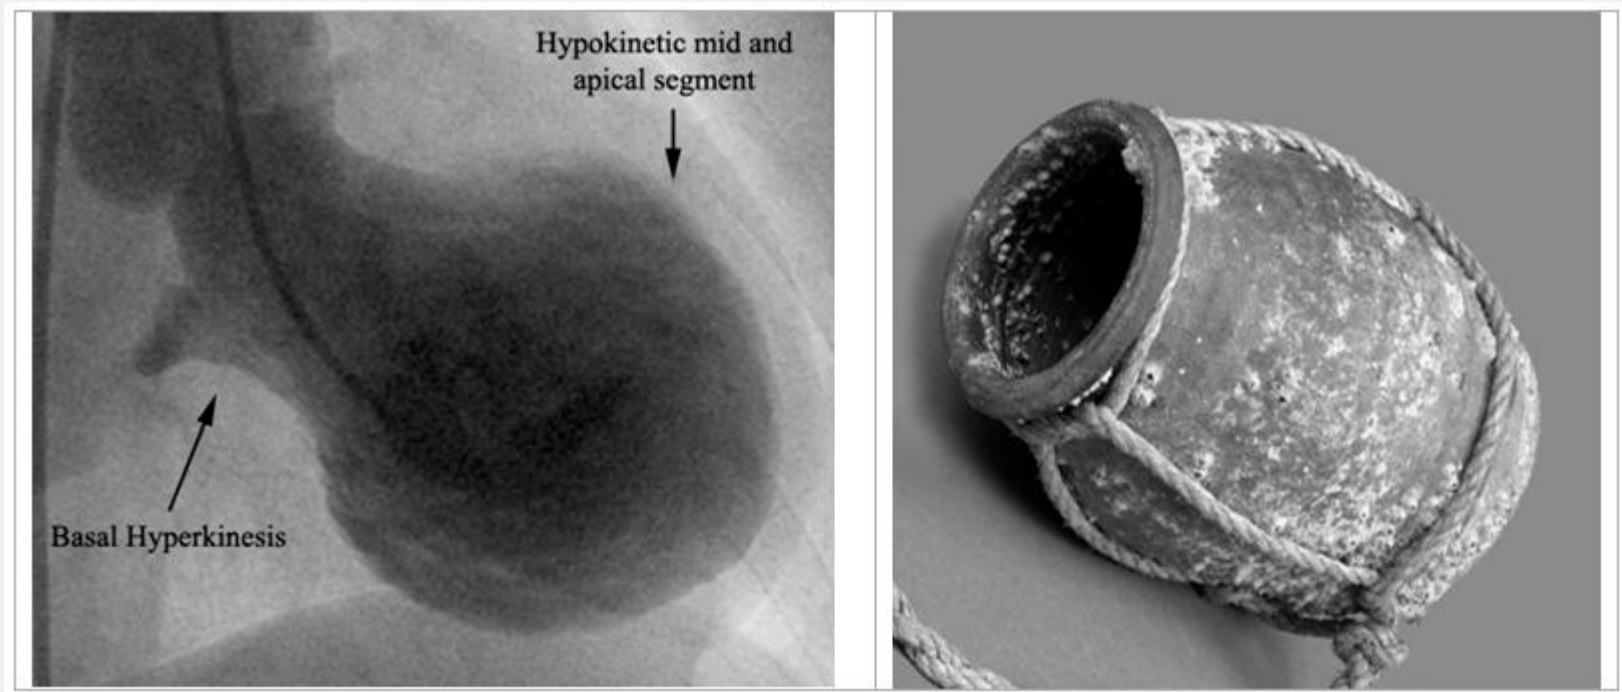 Hypokinetic mid and
apical segment
Basal Hyperkinesis